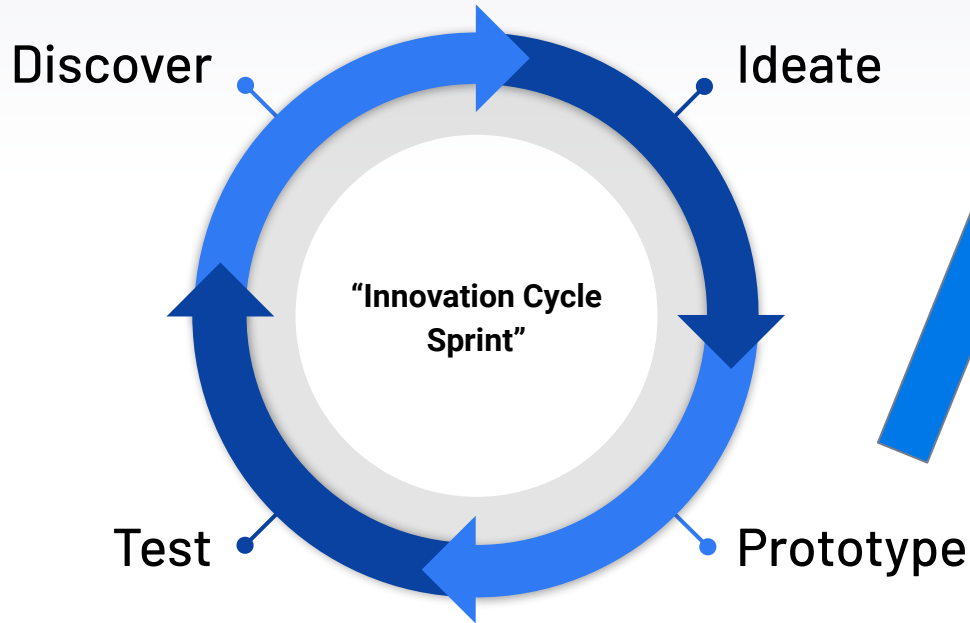 Discover
Ideate
“Innovation Cycle
Sprint”
Test
Prototype